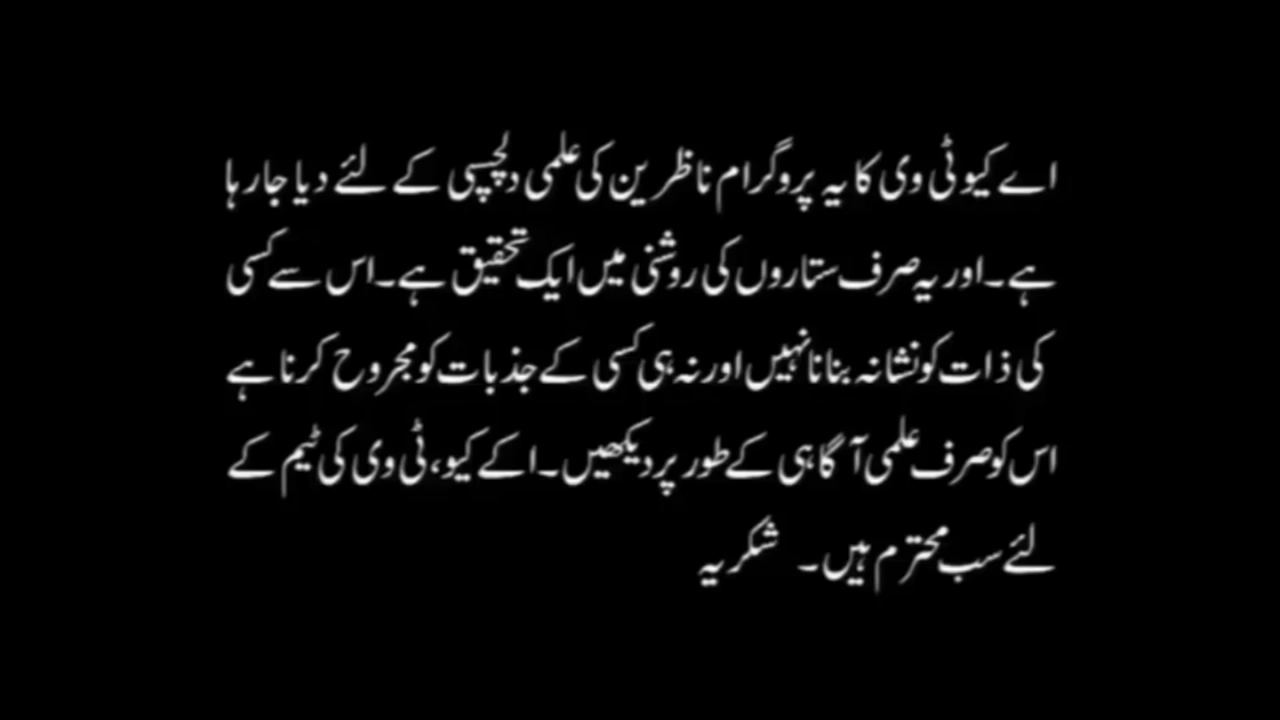 اے کیو ٹی وی کا یہ پروگرام ناظرین کی علمی دلچسپی کے لئے دیا جارہا
ہے۔ اور یہ صرف ستاروں کی روشنی میں ایک تحقیق ہے۔ اس سے کسی
کی ذات کو نشانہ بنانا نہیں اور نہ ہی کسی کے جذبات کو مجروح کرنا ہے
اس کو صرف علمی آگاہی کے طور پر دیکھیں۔ اکے کیو، ٹی وی کی ٹیم کے
لئے سب محترم ہیں۔ شکریہ